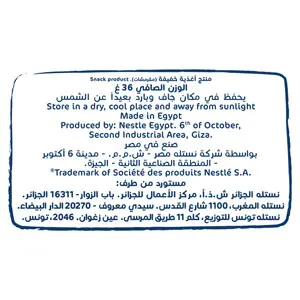 منتج أغذية خفيفة (مقرمشات). Snack product
الوزن الصافي 36 غ
يحفظ في مكان جاف وبارد بعيداً عن الشمس
Store in a dry, cool place and away from sunlight
Made in Egypt
Produced by: Nestle Egypt. 6th of October,
Second Industrial Area, Giza.
صنع في مصر
بواسطة شركة نستله مصر - ش.م.م. - مدينة 6 أكتوبر
- المنطقة الصناعية الثانية - الجيزة.
®Trademark of Société des produits Nestlé S.A.
مستورد من طرف:
نستله الجزائر ش.ذ.أ. مركز الأعمال للجزائر. باب الزوار- 16311 الجزائر.
نستله المغرب، 1100 شارع القدس. سيدي معروف - 20270 الدار البيضاء.
نستله تونس للتوزيع، كلم 11 طريق المرسى. عين زغوان. 2046، تونس.